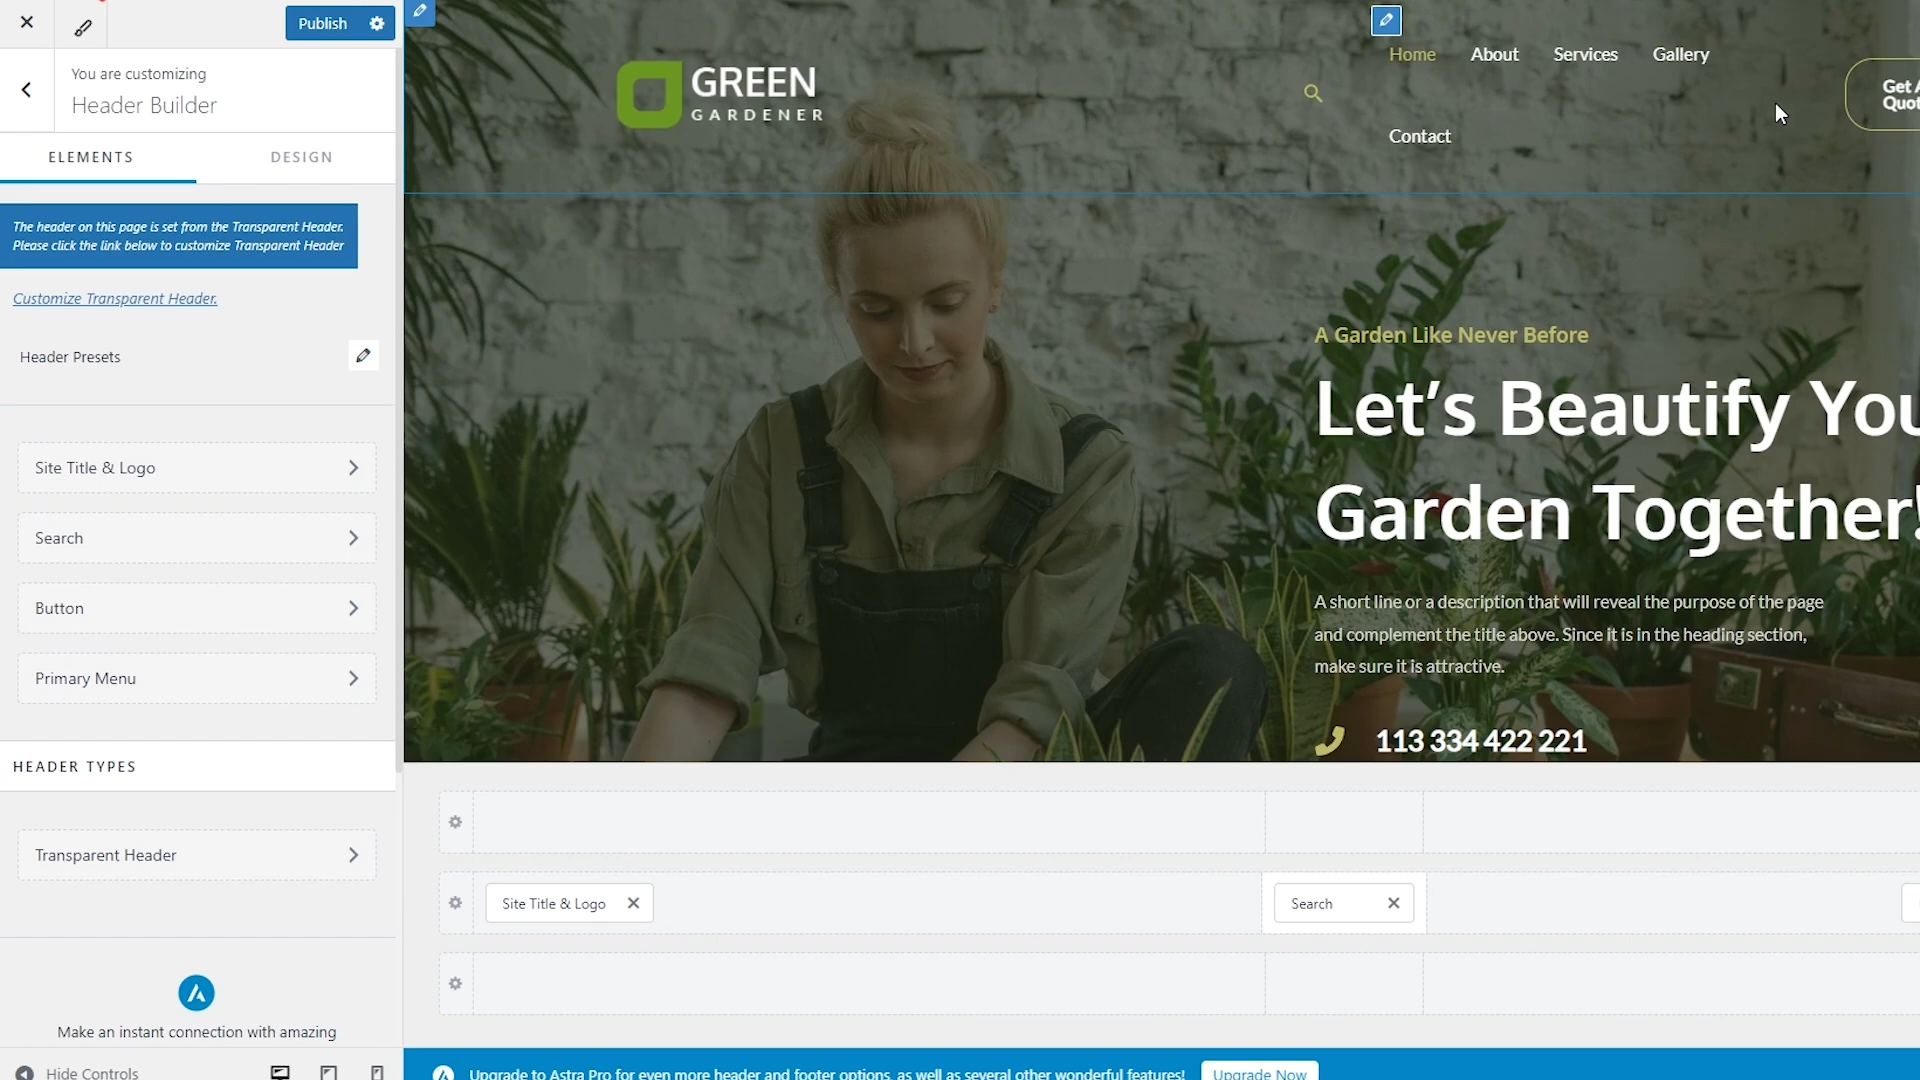 Publish
You are customizing
Header Builder
ELEMENTS
DESIGN
The header on this page is set from the Transparent Header.
Please click the link below to customize Transparent Header
Customize Transparent Header.
Header Presets
Site Title & Logo
Search
Button
Primary Menu
HEADER TYPES
Transparent Header
Make an instant connection with amazing
Hide Controls
GREEN
GARDENER
Home
About
Services
Gallery
Contact
Get A
Quot
A Garden Like Never Before
Let’s Beautify You
Garden Together!
A short line or a description that will reveal the purpose of the page
and complement the title above. Since it is in the heading section,
make sure it is attractive.
113 334 422 221
Site Title & Logo
Search
Upgrade to Astra Pro for even more header and footer options, as well as several other wonderful features!
Upgrade Now